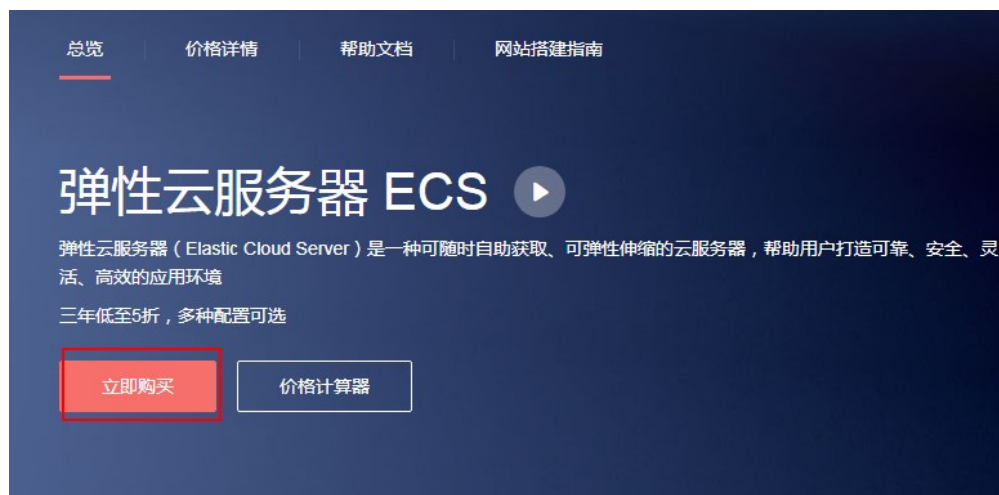 总览 价格详情 帮助文档 网站搭建指南
弹性云服务器 ECS
弹性云服务器（Elastic Cloud Server）是一种可随时自助获取、可弹性伸缩的云服务器，帮助用户打造可靠、安全、灵
活、高效的应用环境
三年低至5折，多种配置可选
立即购买 价格计算器